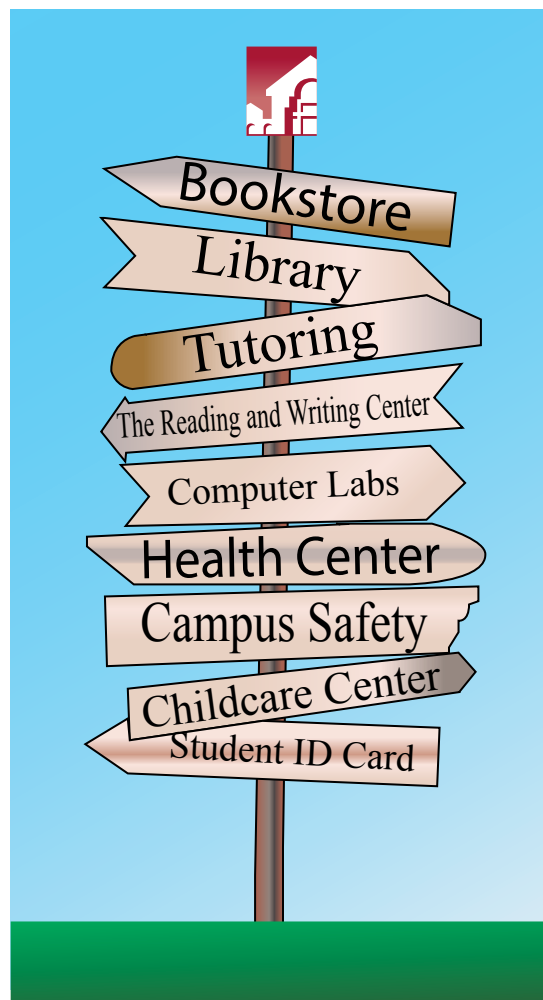 Bookstore
Library
Tutoring
The Reading and Writing Center
Computer Labs
Health Center
Campus Safety
Childcare Center
Student ID Card